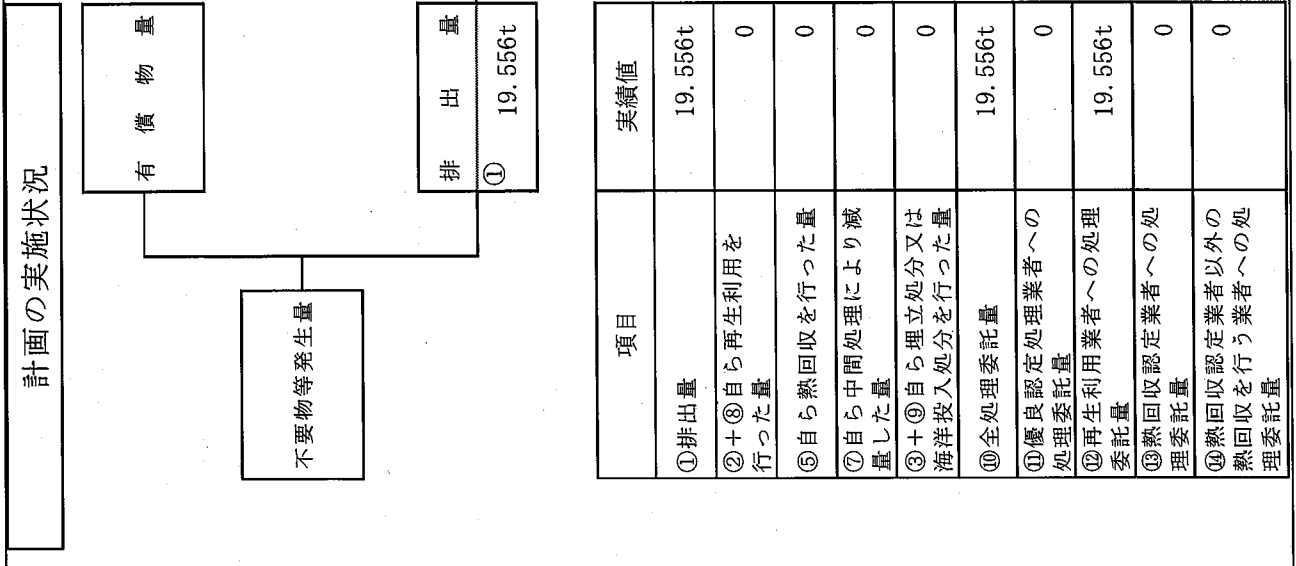 計画の実施状況
有償物量
不要物等発生量
排出量
① 19.556t
項目 実績値
①排出量 19.556t
②+⑧自ら再生利用を
行った量 0
⑤自ら熱回収を行った量 0
⑦自ら中間処理により減
量した量 0
③+⑨自ら埋立処分又は
海洋投入処分を行った量 0
⑩全処理委託量 19.556t
⑪優良認定処理業者への
処理委託量 0
⑫再生利用業者への処理
委託量 19.556t
⑬熱回収認定業者への処
理委託量 0
⑭熱回収認定業者以外の
熱回収を行う業者への処
理委託量 0